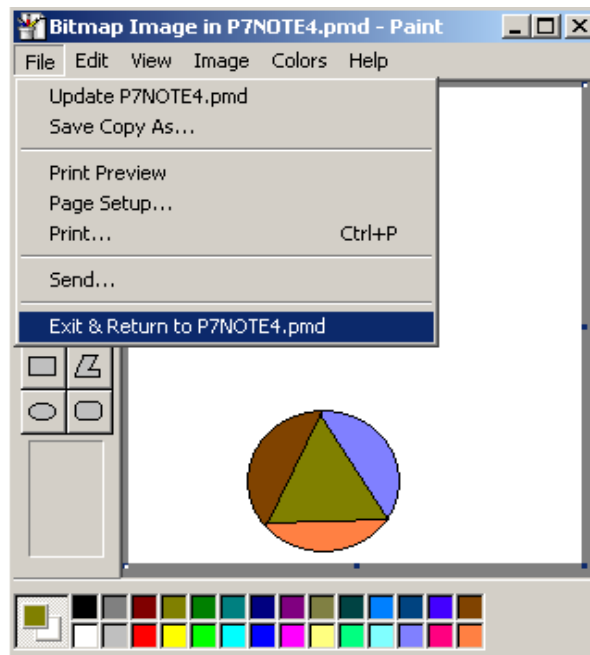 Bitmap Image in P7NOTE4.pmd - Paint
File Edit View Image Colors Help
Update P7NOTE4.pmd
Save Copy As...
Print Preview
Page Setup...
Print... Ctrl+P
Send...
Exit & Return to P7NOTE4.pmd